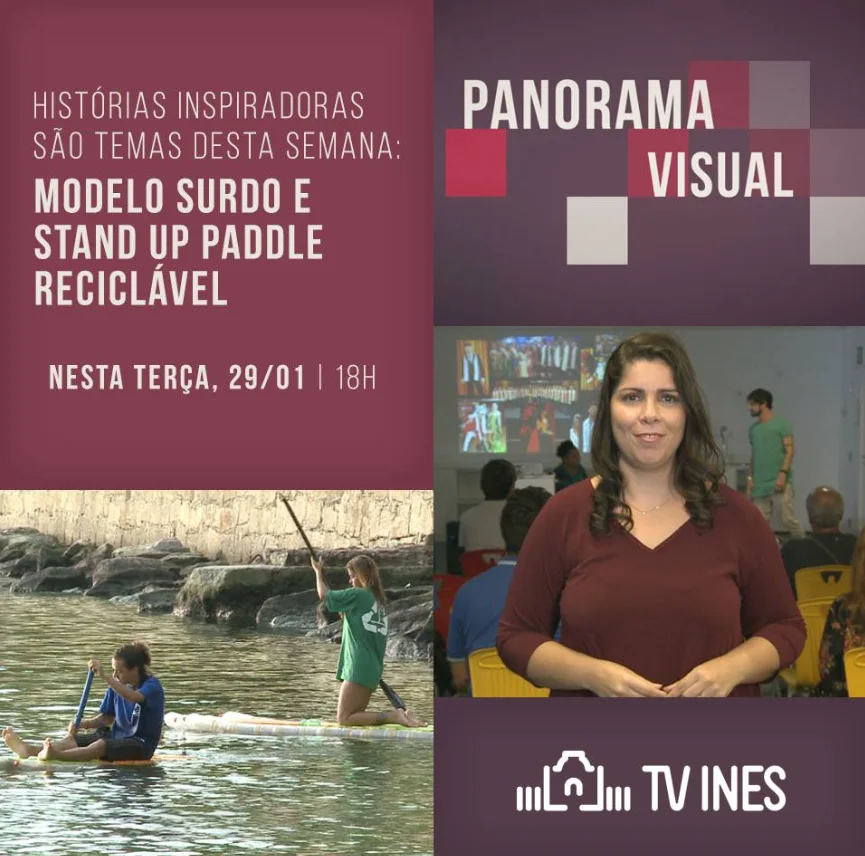 HISTÓRIAS INSPIRADORAS
SÃO TEMAS DESTA SEMANA:
MODELO SURDO E
STAND UP PADDLE
RECICLÁVEL
NESTA TERÇA, 29/01 | 18H
PANORAMA
VISUAL
TV INES